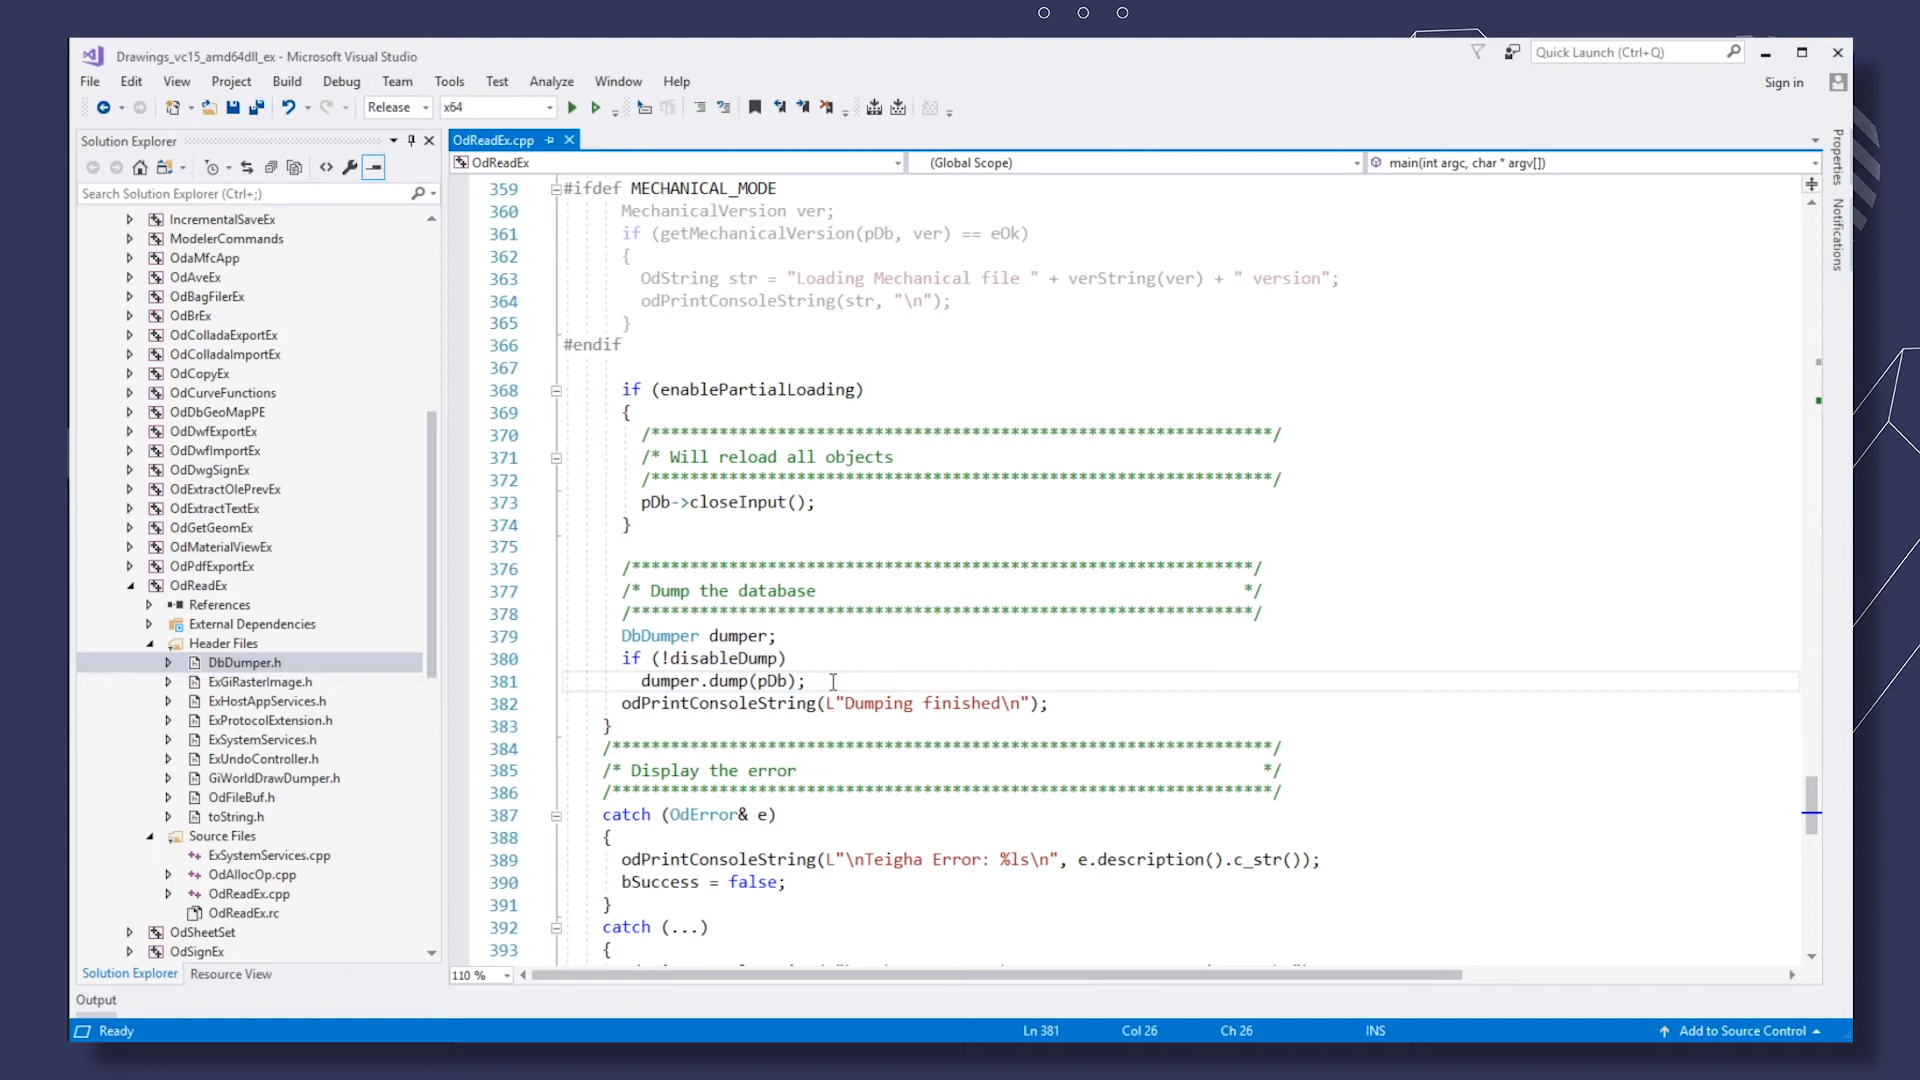 Drawings_vc15_amd64dll_ex - Microsoft Visual Studio
Quick Launch (Ctrl+Q)
File Edit View Project Build Debug Team Tools Test Analyze Window Help
Sign in
Release x64
Solution Explorer
Search Solution Explorer (Ctrl+;)
IncrementalSaveEx
ModelerCommands
OdaMfcApp
OdAveEx
OdBagFilerEx
OdBrEx
OdColladaExportEx
OdColladaImportEx
OdCopyEx
OdCurveFunctions
OdDbGeoMapPE
OdDwfExportEx
OdDwfImportEx
OdDwgSignEx
OdExtractOlePrevEx
OdExtractTextEx
OdGetGeomEx
OdMaterialViewEx
OdPdfExportEx
OdReadEx
References
External Dependencies
Header Files
DbDumper.h
ExGiRasterImage.h
ExHostAppServices.h
ExProtocolExtension.h
ExSystemServices.h
ExUndoController.h
GiWorldDrawDumper.h
OdFileBuf.h
toString.h
Source Files
ExSystemServices.cpp
OdAllocOp.cpp
OdReadEx.cpp
OdReadEx.rc
OdSheetSet
OdSignEx
Solution Explorer Resource View
OdReadEx.cpp
OdReadEx (Global Scope) main(int argc, char * argv[])
359 #ifdef MECHANICAL_MODE
360 MechanicalVersion ver;
361 if (getMechanicalVersion(pDb, ver) == eOk)
362 {
363 OdString str = "Loading Mechanical file " + verString(ver) + " version";
364 odPrintConsoleString(str, "\n");
365 }
366 #endif
367
368 if (enablePartialLoading)
369 {
370 /****************************************************************/
371 /* Will reload all objects
372 /****************************************************************/
373 pDb->closeInput();
374 }
375
376 /****************************************************************/
377 /* Dump the database */
378 /****************************************************************/
379 DbDumper dumper;
380 if (!disableDump)
381 dumper.dump(pDb);
382 odPrintConsoleString(L"Dumping finished\n");
383 }
384 /********************************************************************/
385 /* Display the error */
386 /********************************************************************/
387 catch (OdError& e)
388 {
389 odPrintConsoleString(L"\nTeigha Error: %ls\n", e.description().c_str());
390 bSuccess = false;
391 }
392 catch (...)
393 {
110 %
Properties
Notifications
Output
Ready Ln 381 Col 26 Ch 26 INS Add to Source Control